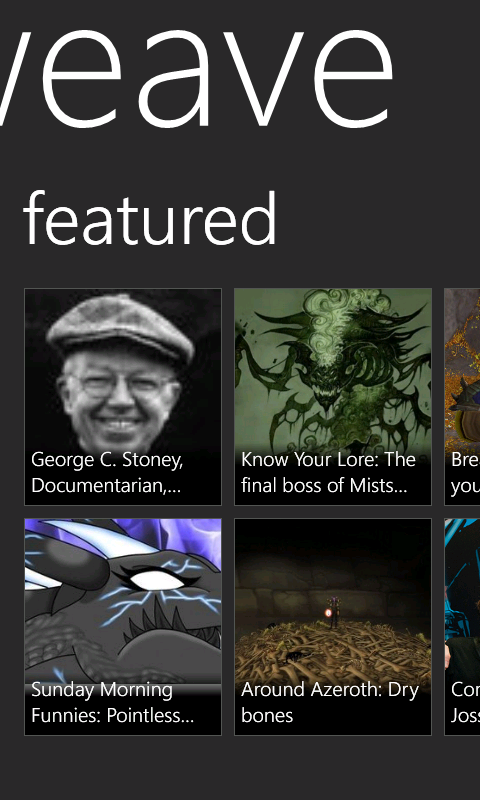 weave
featured
George C. Stoney,
Documentarian,...
Know Your Lore: The
final boss of Mists...
Bre
you
Sunday Morning
Funnies: Pointless...
Around Azeroth: Dry
bones
Cor
Joss